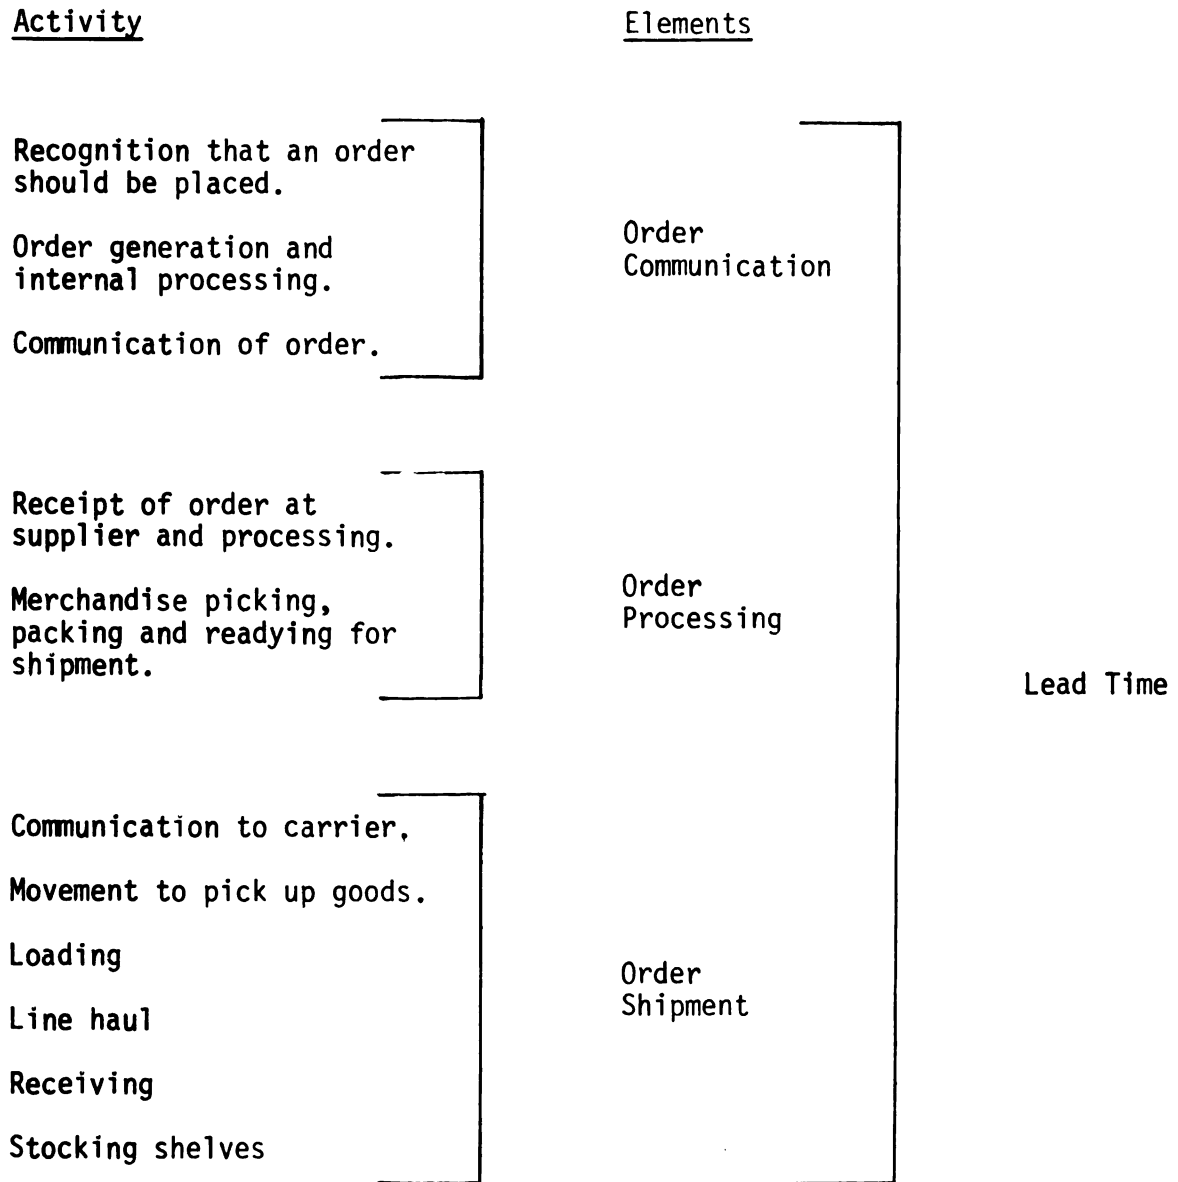 Activity
Elements
Recognition that an order
should be placed.
Order generation and
internal processing.
Communication of order.
Order
Communication
Receipt of order at
supplier and processing.
Merchandise picking,
packing and readying for
shipment.
Order
Processing
Lead Time
Communication to carrier.
Movement to pick up goods.
Loading
Line haul
Receiving
Stocking shelves
Order
Shipment